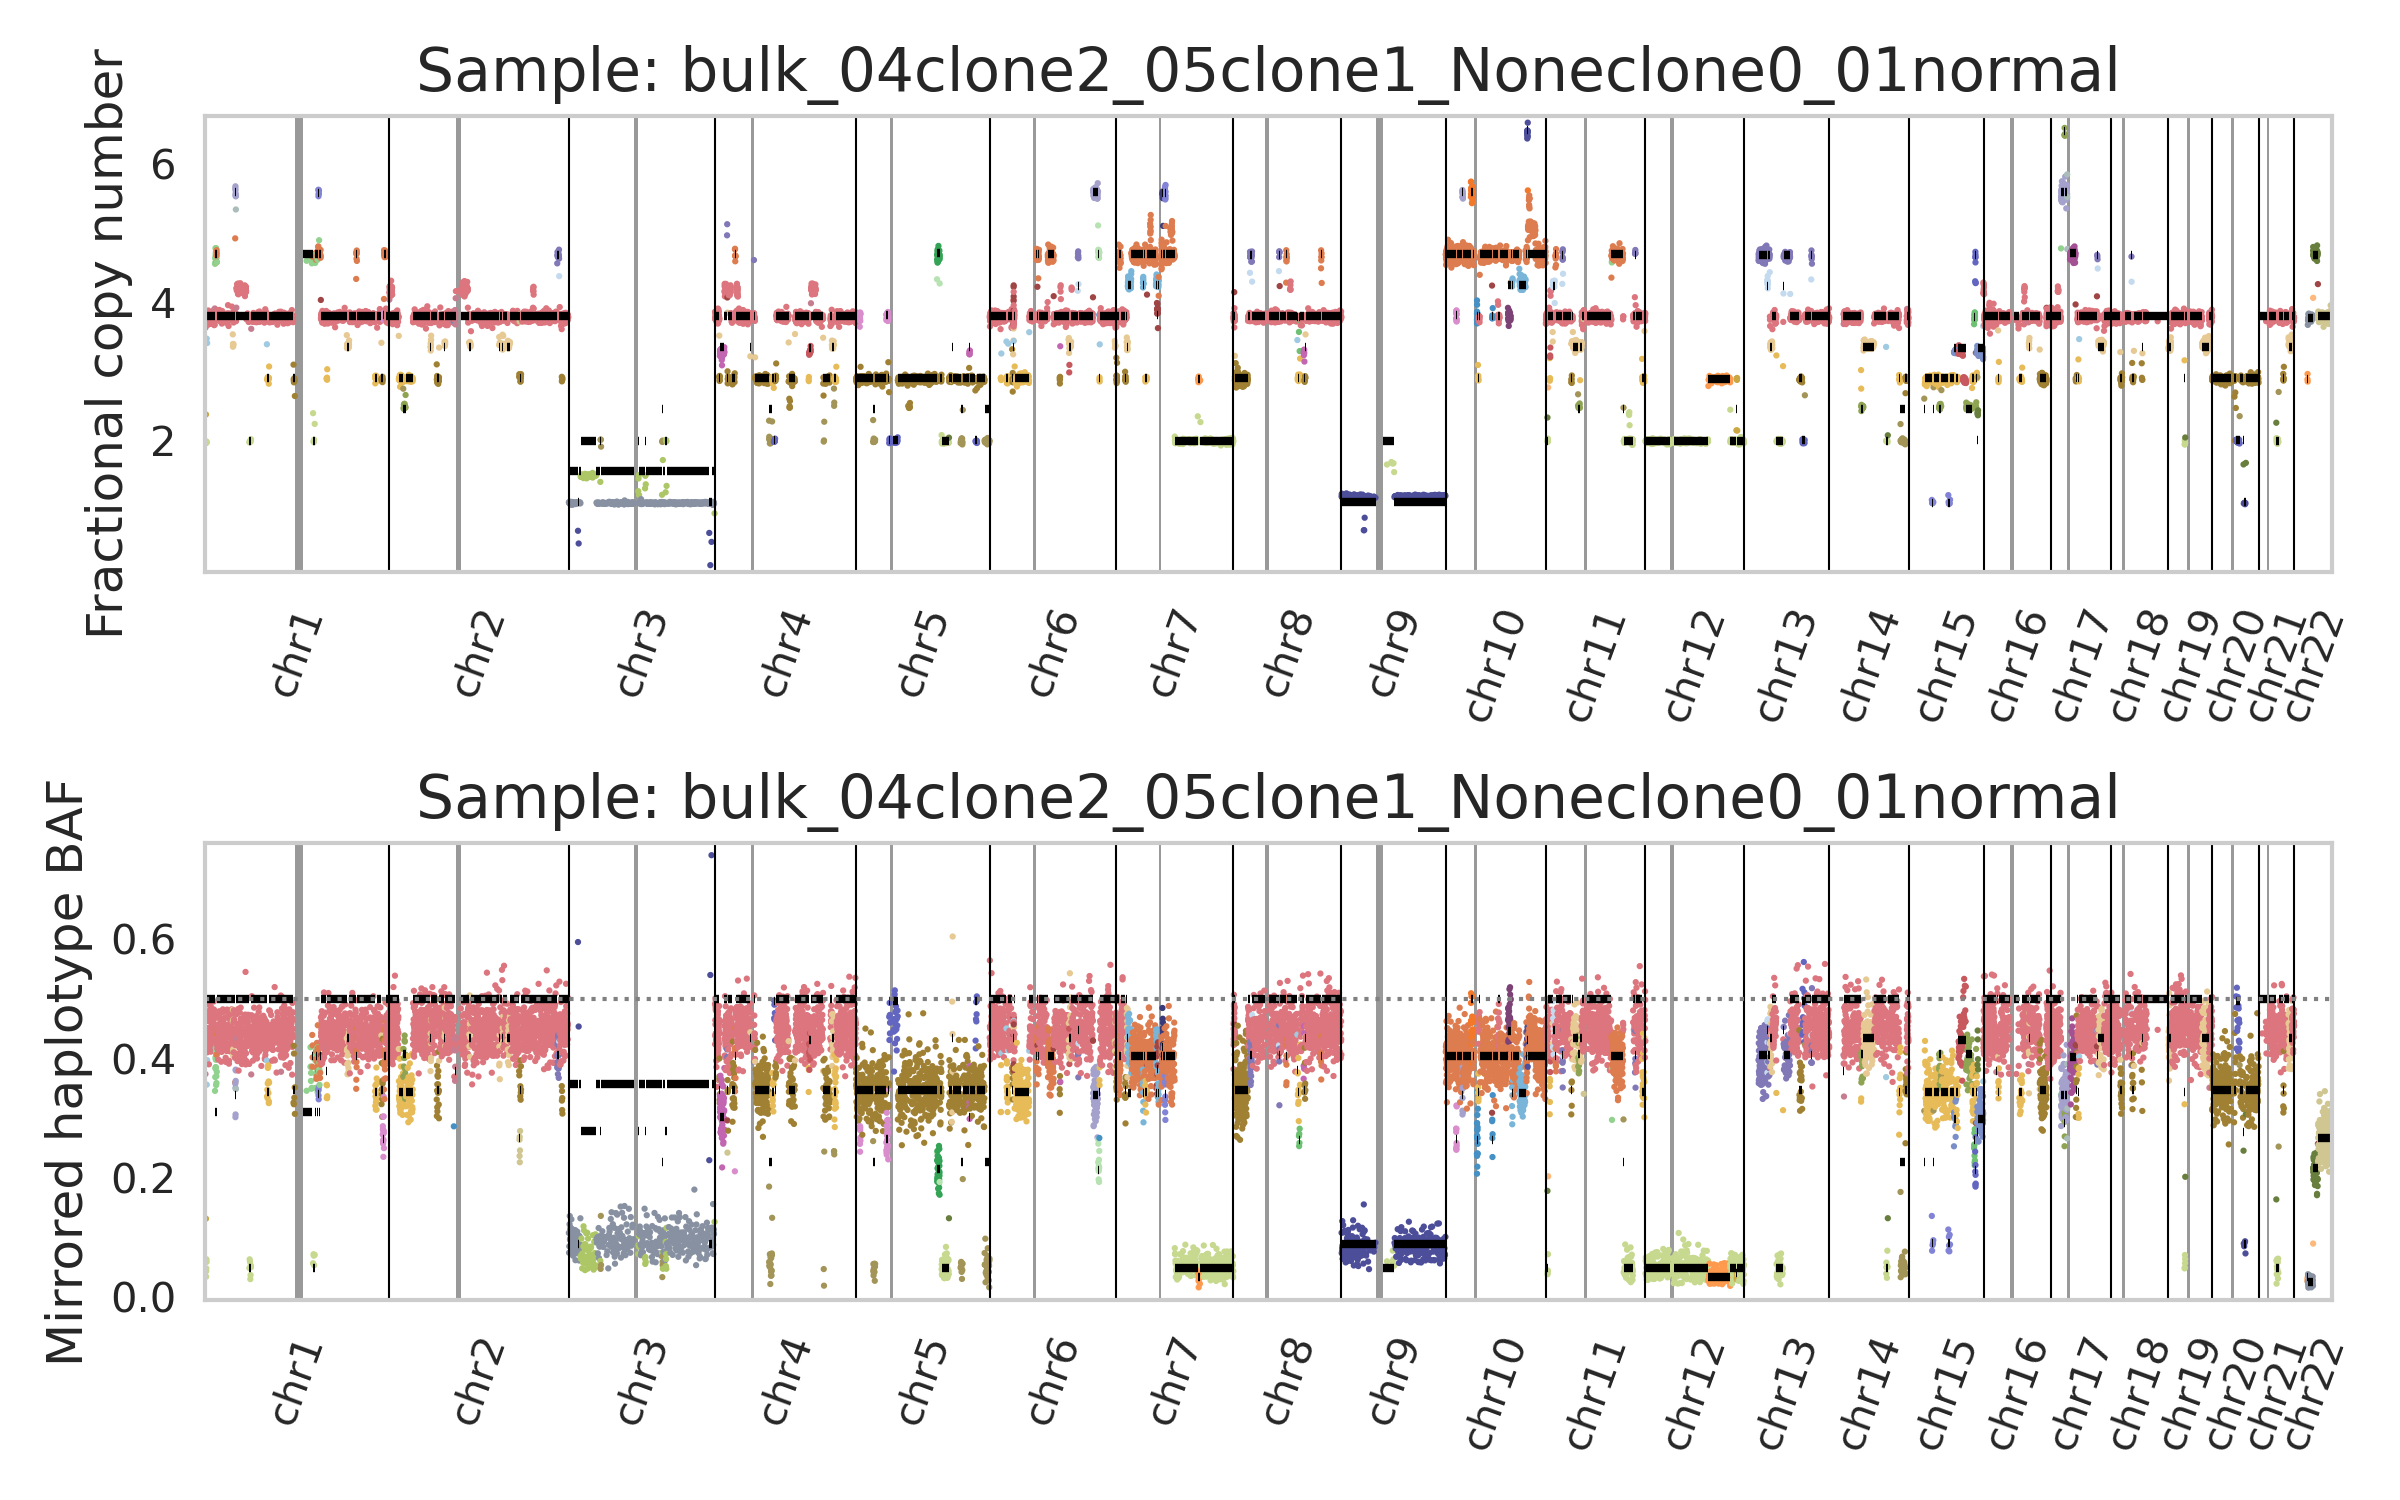 Sample: bulk_04clone2_05clone1_Noneclone0_01normal
Fractional copy number
6
4
2
chr1 chr2 chr3 chr4 chr5 chr6 chr7 chr8 chr9 chr10 chr11 chr12 chr13 chr14 chr15 chr16 chr17 chr18 chr19 chr20 chr21 chr22
Sample: bulk_04clone2_05clone1_Noneclone0_01normal
Mirrored haplotype BAF
0.6
0.4
0.2
0.0
chr1 chr2 chr3 chr4 chr5 chr6 chr7 chr8 chr9 chr10 chr11 chr12 chr13 chr14 chr15 chr16 chr17 chr18 chr19 chr20 chr21 chr22